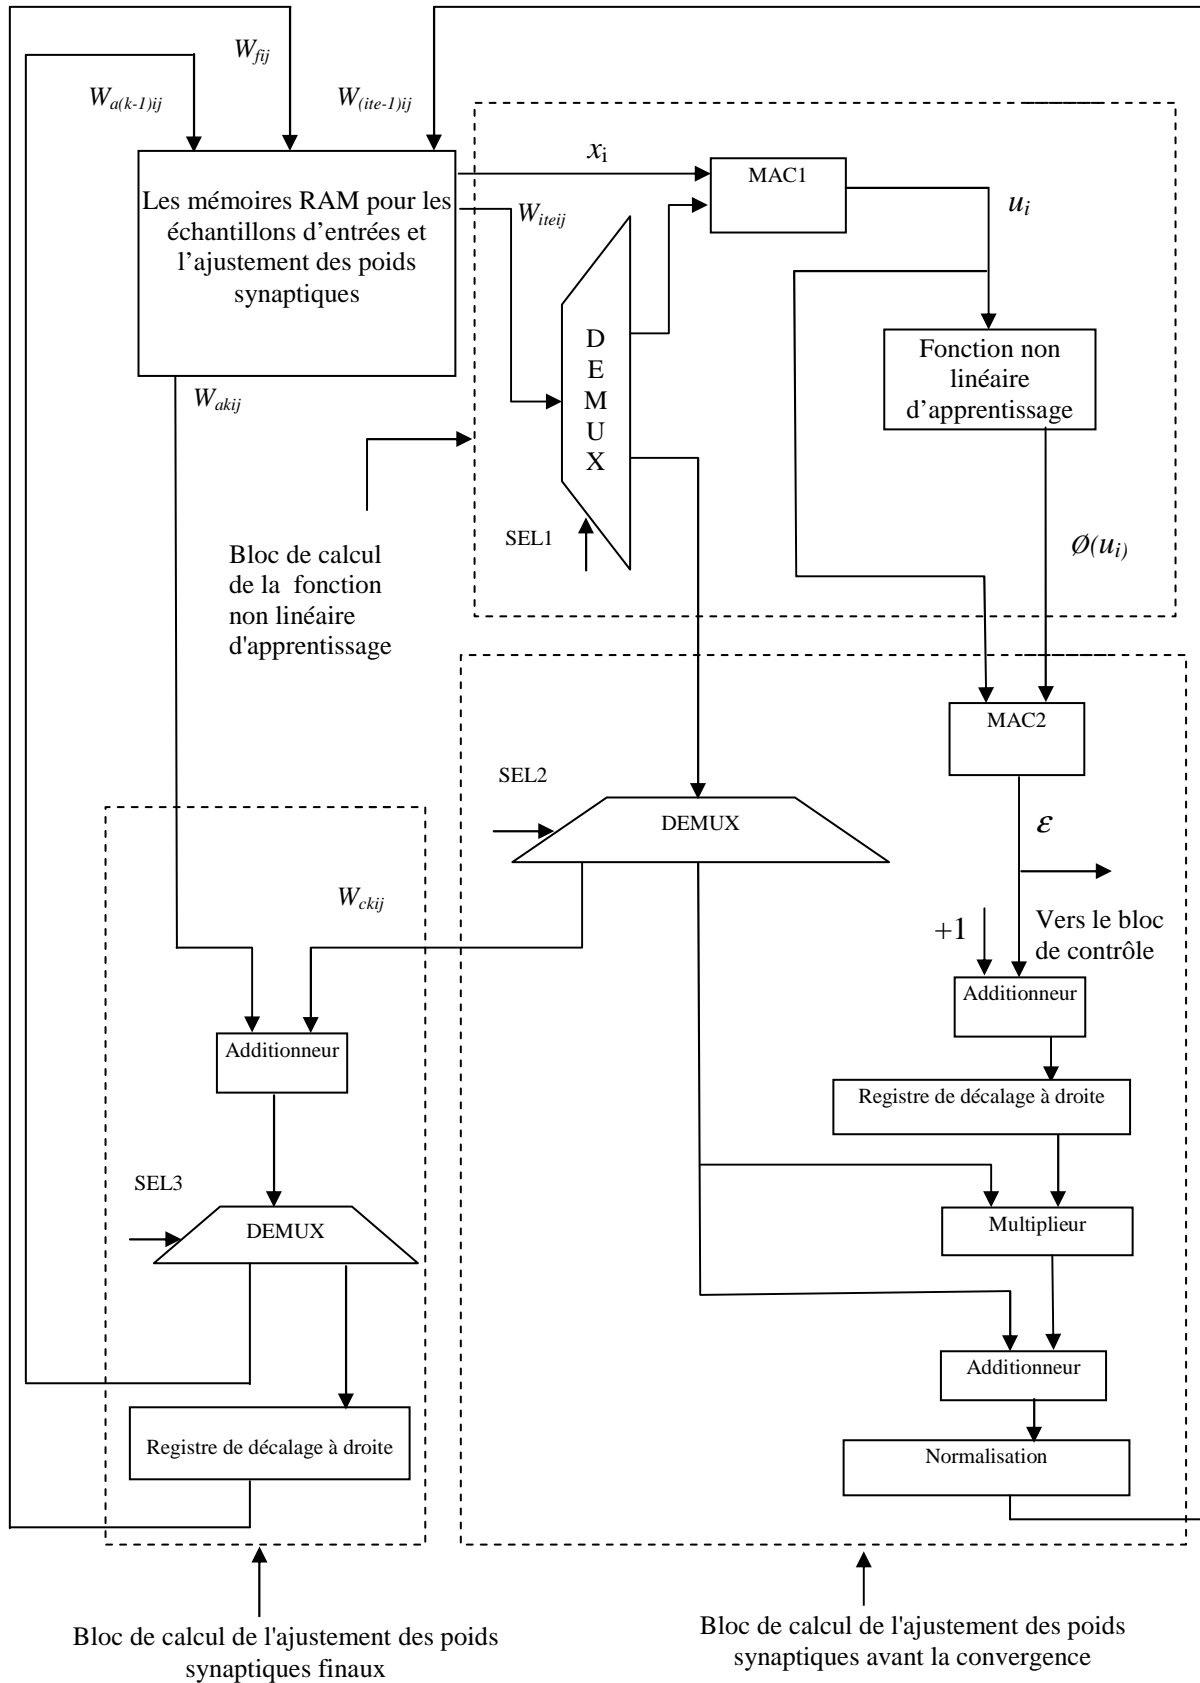 W_fij
W_a(k-1)ij
W_(ite-1)ij
x_i
MAC1
Les mémoires RAM pour les
échantillons d'entrées et
l'ajustement des poids
synaptiques
W_iteij
u_i
D
E
M
U
X
Fonction non
linéaire
d'apprentissage
W_akij
SEL1
Bloc de calcul
de la fonction
non linéaire
d'apprentissage
Ø(u_i)
MAC2
SEL2
DEMUX
ε
W_ckij
+1
Vers le bloc
de contrôle
Additionneur
Additionneur
Registre de décalage à droite
SEL3
DEMUX
Multiplieur
Additionneur
Registre de décalage à droite
Normalisation
Bloc de calcul de l'ajustement des poids
synaptiques finaux
Bloc de calcul de l'ajustement des poids
synaptiques avant la convergence